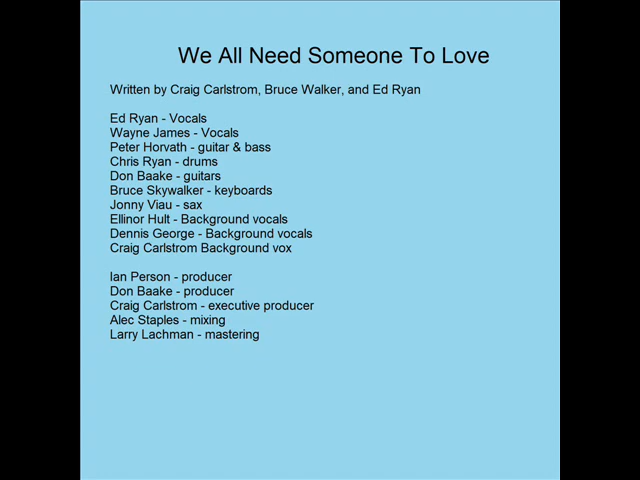 We All Need Someone To Love
Written by Craig Carlstrom, Bruce Walker, and Ed Ryan
Ed Ryan - Vocals
Wayne James - Vocals
Peter Horvath - guitar & bass
Chris Ryan - drums
Don Baake - guitars
Bruce Skywalker - keyboards
Jonny Viau - sax
Ellinor Hult - Background vocals
Dennis George - Background vocals
Craig Carlstrom Background vox
Ian Person - producer
Don Baake - producer
Craig Carlstrom - executive producer
Alec Staples - mixing
Larry Lachman - mastering